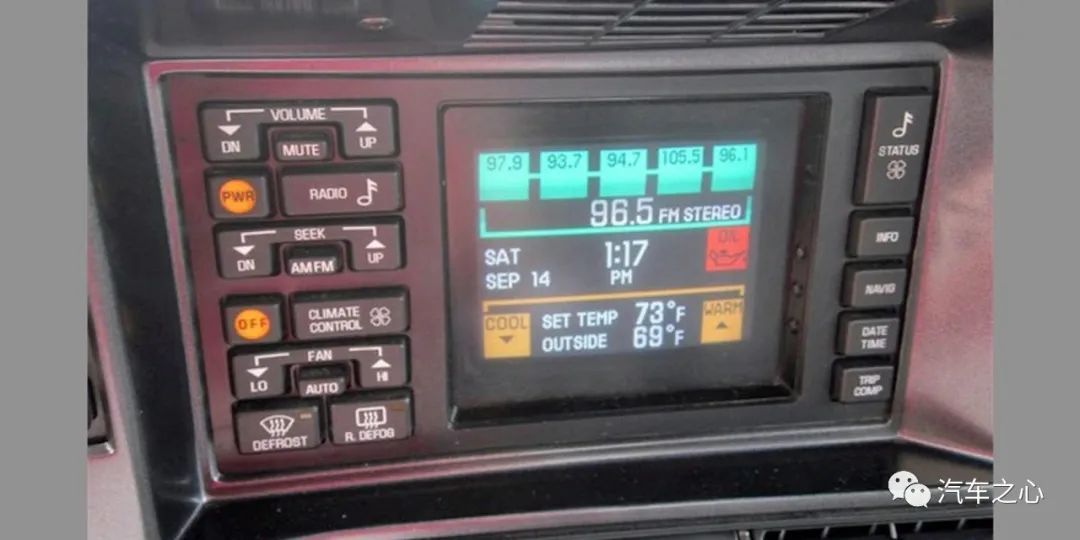 VOLUME
DN
MUTE
UP
PWR
RADIO
SEEK
DN
AM FM
UP
OFF
CLIMATE
CONTROL
FAN
LO
AUTO
HI
DEFROST
R. DEFOG
97.9 93.7 94.7 105.5 96.1
96.5 FM STEREO
SAT
SEP 14
1:17
PM
OIL
COOL
SET TEMP 73°F
OUTSIDE 69°F
WARM
STATUS
INFO
NAVIG
DATE
TIME
TRIP
COMP
汽车之心